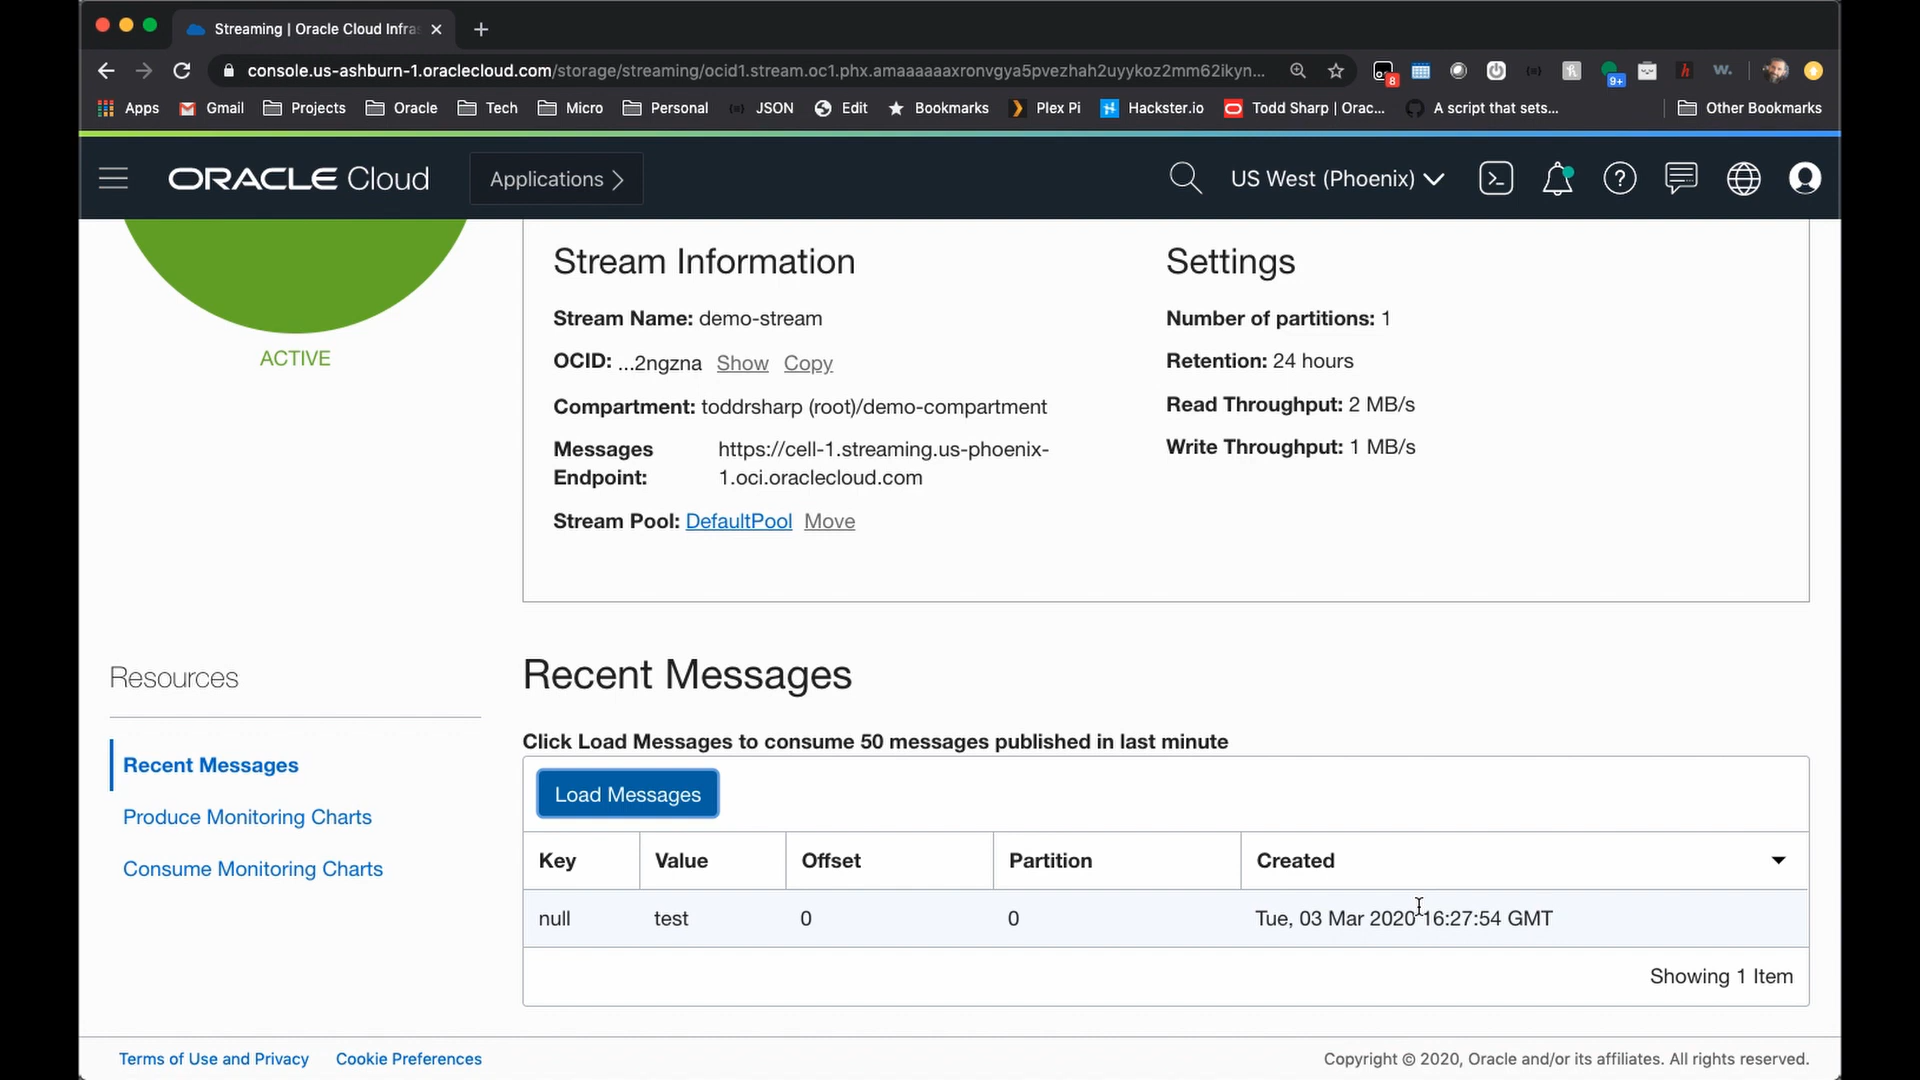 Streaming | Oracle Cloud Infra
console.us-ashburn-1.oraclecloud.com/storage/streaming/ocid1.stream.oc1.phx.amaaaaaaxronvgya5pvezhah2uyykoz2mm62ikyn...
8
9+
h
w.
Apps Gmail Projects Oracle Tech Micro Personal JSON Edit Bookmarks Plex Pi Hackster.io Todd Sharp | Orac... A script that sets... Other Bookmarks
ORACLE Cloud
Applications
US West (Phoenix)
ACTIVE
Stream Information
Stream Name: demo-stream
OCID: ...2ngzna Show Copy
Compartment: toddrsharp (root)/demo-compartment
Messages Endpoint: https://cell-1.streaming.us-phoenix-
1.oci.oraclecloud.com
Stream Pool: DefaultPool Move
Settings
Number of partitions: 1
Retention: 24 hours
Read Throughput: 2 MB/s
Write Throughput: 1 MB/s
Resources
Recent Messages
Produce Monitoring Charts
Consume Monitoring Charts
Recent Messages
Click Load Messages to consume 50 messages published in last minute
Load Messages
Key Value Offset Partition Created
null test 0 0 Tue, 03 Mar 2020 16:27:54 GMT
Showing 1 Item
Terms of Use and Privacy Cookie Preferences
Copyright © 2020, Oracle and/or its affiliates. All rights reserved.